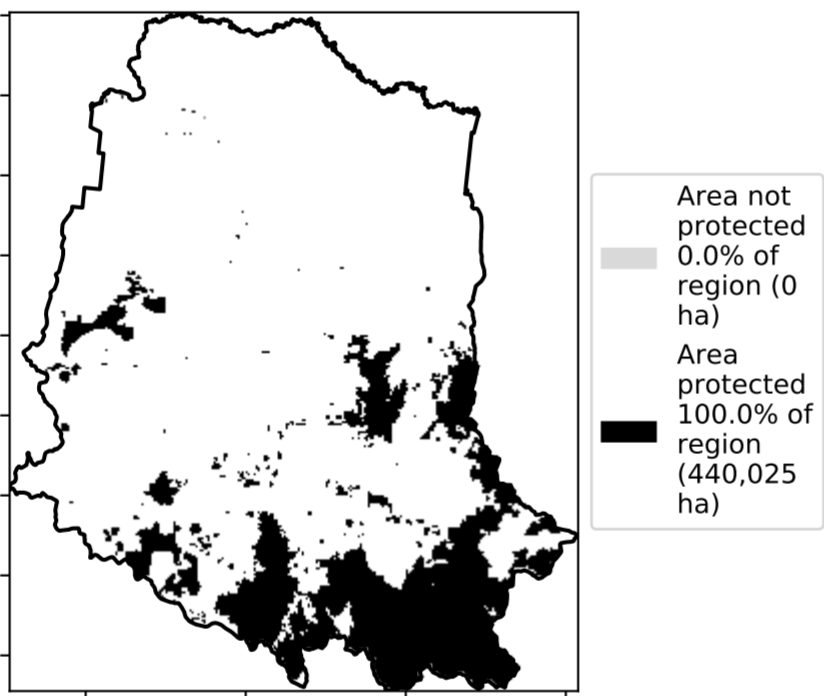 Area not
protected
0.0% of
region (0
ha)
Area
protected
100.0% of
region
(440,025
ha)